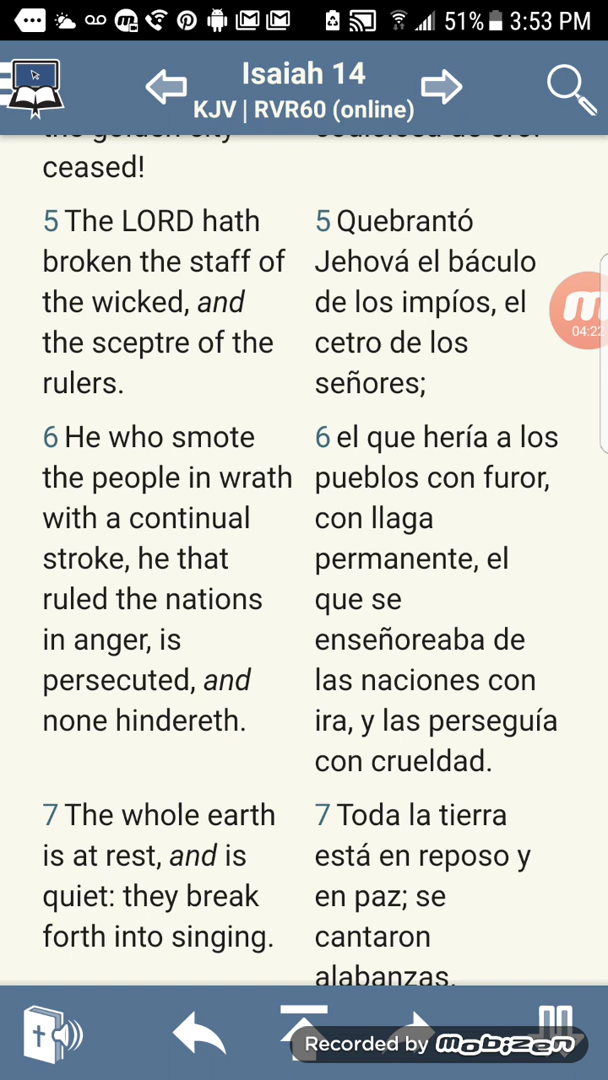 51% 3:53 PM
Isaiah 14
KJV | RVR60 (online)
the golden city
ceased!
5 The LORD hath
broken the staff of
the wicked, and
the sceptre of the
rulers.
6 He who smote
the people in wrath
with a continual
stroke, he that
ruled the nations
in anger, is
persecuted, and
none hindereth.
7 The whole earth
is at rest, and is
quiet: they break
forth into singing.
codiciosa de oro!
5 Quebrantó
Jehová el báculo
de los impíos, el
cetro de los
señores;
6 el que hería a los
pueblos con furor,
con llaga
permanente, el
que se
enseñoreaba de
las naciones con
ira, y las perseguía
con crueldad.
7 Toda la tierra
está en reposo y
en paz; se
cantaron
alabanzas.
m
04:22
Recorded by mobizen